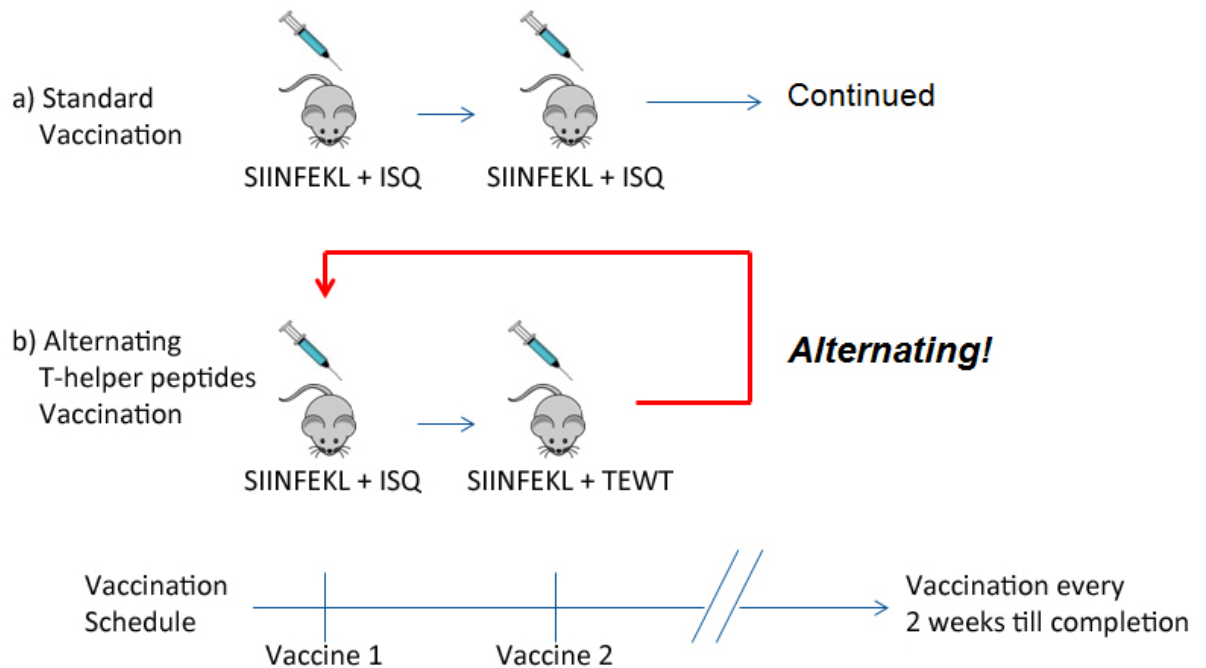 a) Standard
Vaccination
Continued
SIINFEKL + ISQ
SIINFEKL + ISQ
b) Alternating
T-helper peptides
Vaccination
Alternating!
SIINFEKL + ISQ
SIINFEKL + TEWT
Vaccination
Schedule
Vaccine 1
Vaccine 2
Vaccination every
2 weeks till completion